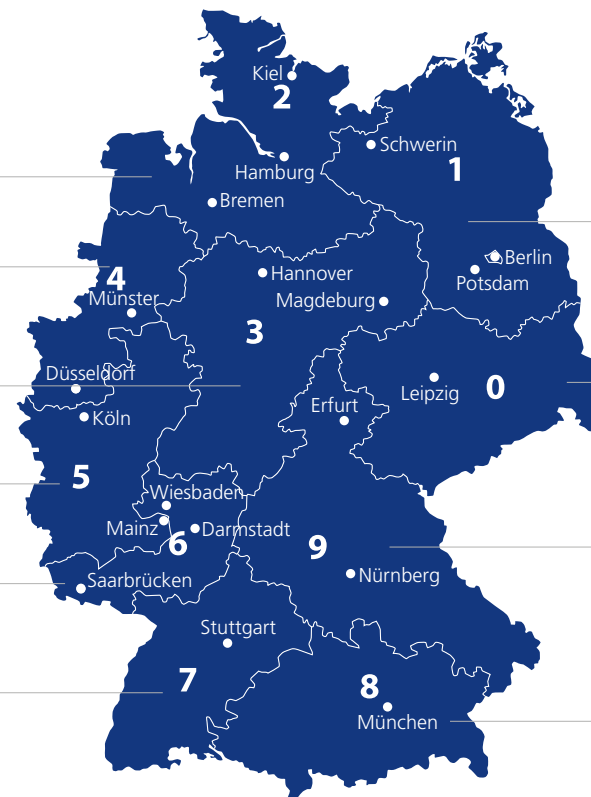 Kiel
2
Schwerin
1
Hamburg
Bremen
Berlin
Hannover
Potsdam
4
Münster
Magdeburg
3
Düsseldorf
Leipzig
0
Erfurt
Köln
5
Wiesbaden
Mainz
Darmstadt
6
9
Saarbrücken
Nürnberg
Stuttgart
7
8
München